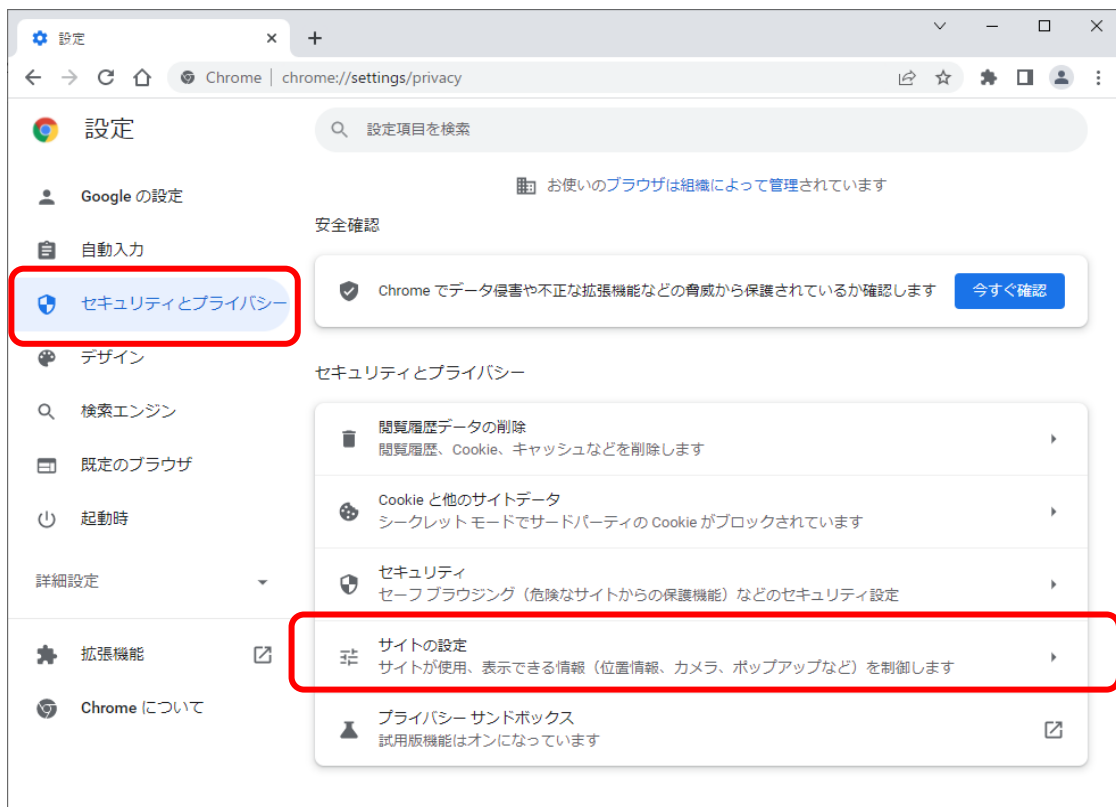 設定
Chrome | chrome://settings/privacy
設定
設定項目を検索
お使いのブラウザは組織によって管理されています
Google の設定
自動入力
セキュリティとプライバシー
デザイン
検索エンジン
既定のブラウザ
起動時
詳細設定
拡張機能
Chrome について
安全確認
Chrome でデータ侵害や不正な拡張機能などの脅威から保護されているか確認します
今すぐ確認
セキュリティとプライバシー
閲覧履歴データの削除
閲覧履歴、Cookie、キャッシュなどを削除します
Cookie と他のサイトデータ
シークレット モードでサードパーティの Cookie がブロックされています
セキュリティ
セーフ ブラウジング（危険なサイトからの保護機能）などのセキュリティ設定
サイトの設定
サイトが使用、表示できる情報（位置情報、カメラ、ポップアップなど）を制御します
プライバシー サンドボックス
試用版機能はオンになっています